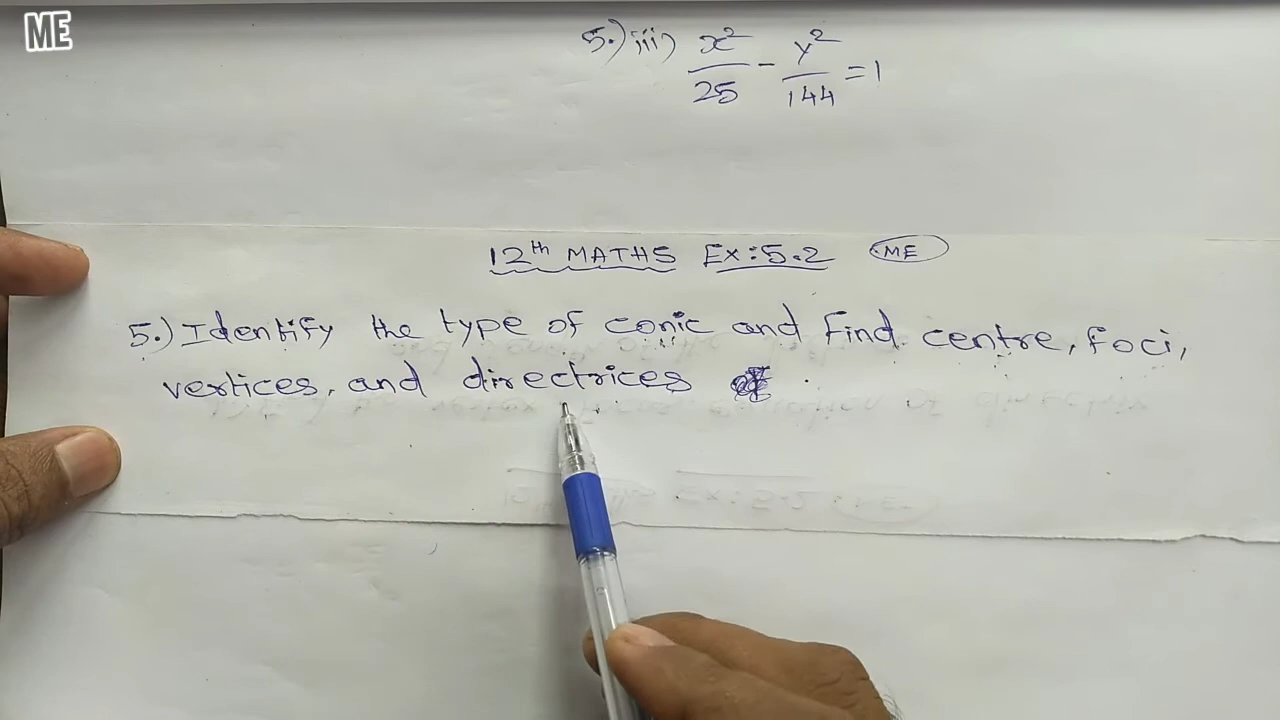 ME
5.) iii) x²/25 - y²/144 = 1
12th MATHS Ex: 5.2 ME
5.) Identify the type of conic and find centre, foci,
vertices, and directrices .